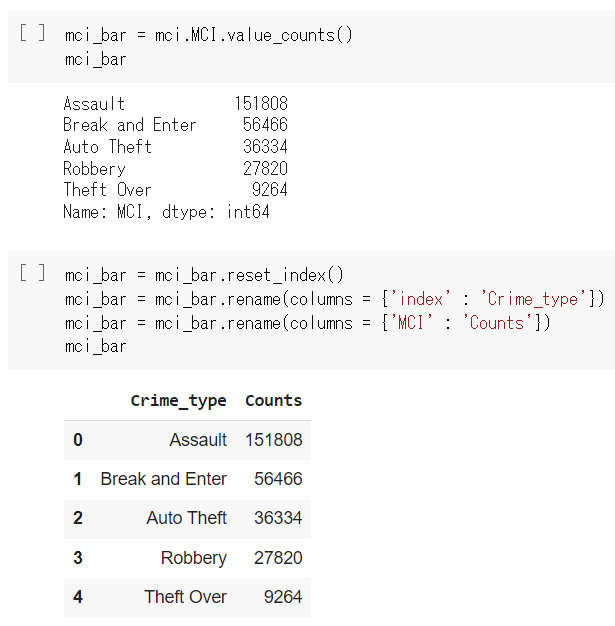 [ ] mci_bar = mci.MCI.value_counts()
mci_bar
Assault 151808
Break and Enter 56466
Auto Theft 36334
Robbery 27820
Theft Over 9264
Name: MCI, dtype: int64
[ ] mci_bar = mci_bar.reset_index()
mci_bar = mci_bar.rename(columns = {'index' : 'Crime_type'})
mci_bar = mci_bar.rename(columns = {'MCI' : 'Counts'})
mci_bar
Crime_type Counts
0 Assault 151808
1 Break and Enter 56466
2 Auto Theft 36334
3 Robbery 27820
4 Theft Over 9264